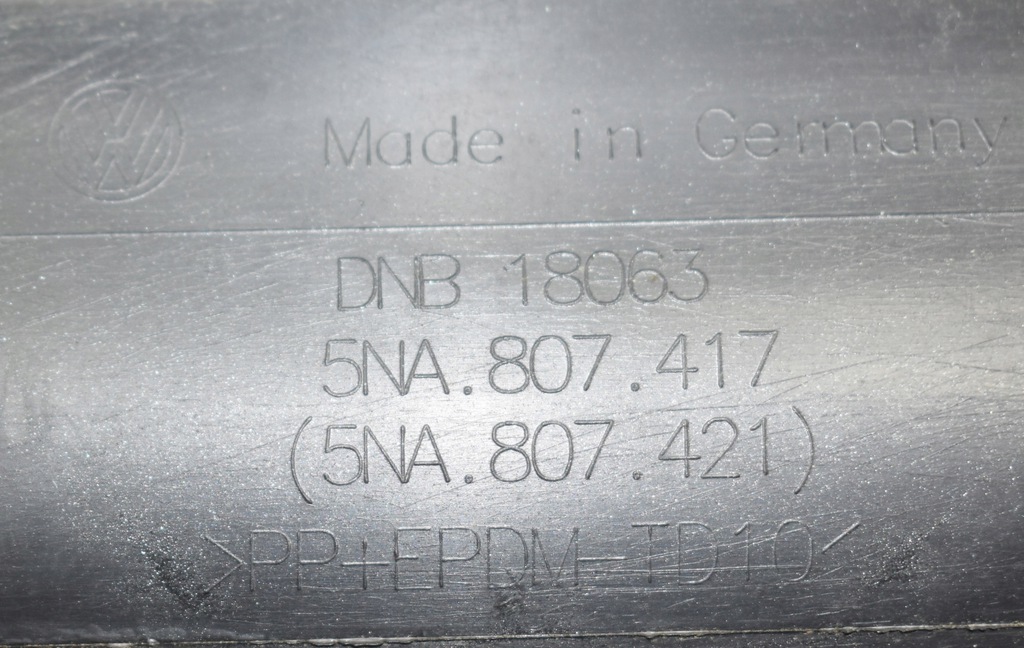 Made in Germany
DNB 18063
5NA.807.417
(5NA.807.421)
>PP+EPDM-TD10<